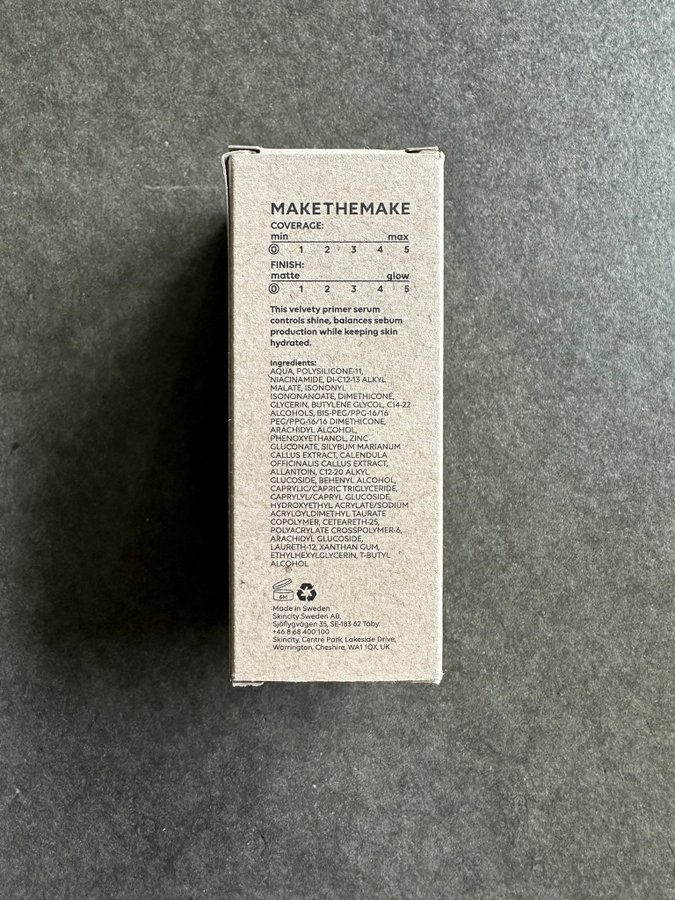 MAKETHEMAKE
COVERAGE:
min max
0 1 2 3 4 5
FINISH:
matte glow
0 1 2 3 4 5
This velvety primer serum
controls shine, balances sebum
production while keeping skin
hydrated.
Ingredients:
AQUA, POLYSILICONE-11,
NIACINAMIDE, DI-C12-13 ALKYL
MALATE, ISONONYL
ISONONANOATE, DIMETHICONE,
GLYCERIN, BUTYLENE GLYCOL, C14-22
ALCOHOLS, BIS-PEG/PPG-16/16
PEG/PPG-16/16 DIMETHICONE,
ARACHIDYL ALCOHOL,
PHENOXYETHANOL, ZINC
GLUCONATE, SILYBUM MARIANUM
CALLUS EXTRACT, CALENDULA
OFFICINALIS CALLUS EXTRACT,
ALLANTOIN, C12-20 ALKYL
GLUCOSIDE, BEHENYL ALCOHOL,
CAPRYLIC/CAPRIC TRIGLYCERIDE,
CAPRYLYL/CAPRYL GLUCOSIDE,
HYDROXYETHYL ACRYLATE/SODIUM
ACRYLOYLDIMETHYL TAURATE
COPOLYMER, CETEARETH-25,
POLYACRYLATE CROSSPOLYMER-6,
ARACHIDYL GLUCOSIDE,
LAURETH-12, XANTHAN GUM,
ETHYLHEXYLGLYCERIN, T-BUTYL
ALCOHOL
6M
Made in Sweden
Skincity Sweden AB,
Sjöflygvägen 35, SE-183 62 Täby
+46 8 68 400 100
Skincity, Centre Park, Lakeside Drive,
Warrington, Cheshire, WA1 1QX, UK